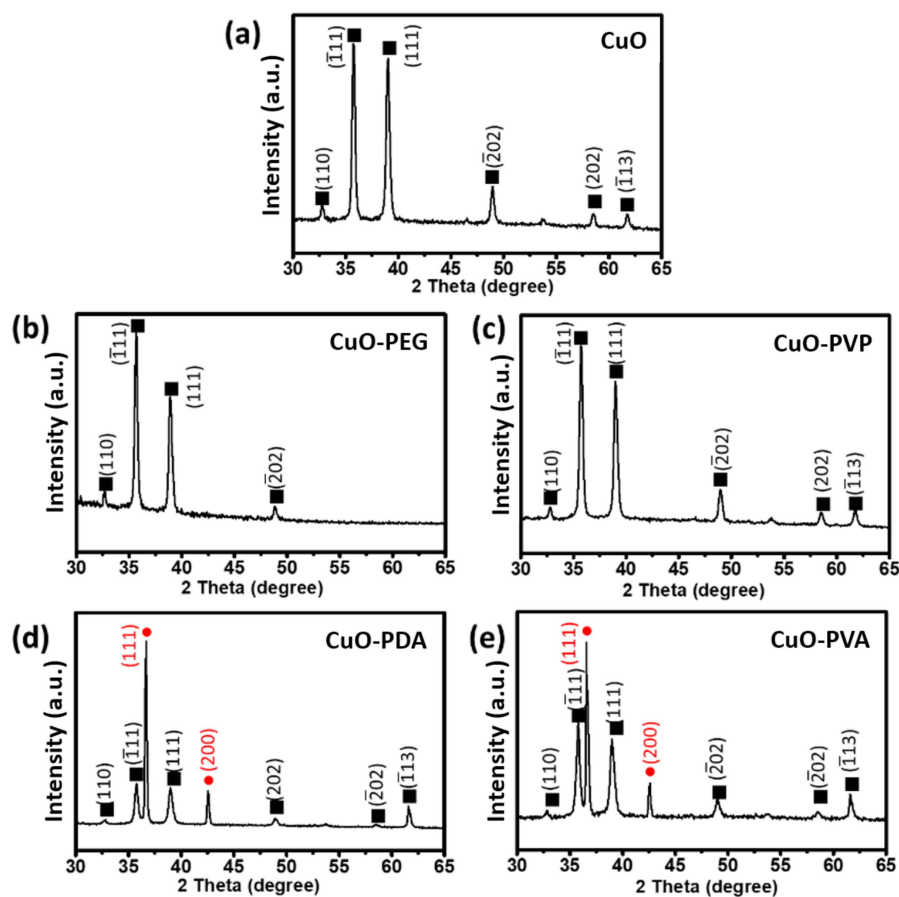 (a)
CuO
(1̅11)
(111)
(110)
(2̅02)
(202)
(1̅13)
Intensity (a.u.)
30 35 40 45 50 55 60 65
2 Theta (degree)
(b)
CuO-PEG
(1̅11)
(111)
(110)
(2̅02)
Intensity (a.u.)
30 35 40 45 50 55 60 65
2 Theta (degree)
(c)
CuO-PVP
(1̅11)
(111)
(110)
(2̅02)
(202)
(1̅13)
Intensity (a.u.)
30 35 40 45 50 55 60 65
2 Theta (degree)
(d)
CuO-PDA
(111)
(110)
(1̅11)
(111)
(200)
(202)
(2̅02)
(1̅13)
Intensity (a.u.)
30 35 40 45 50 55 60 65
2 Theta (degree)
(e)
CuO-PVA
(111)
(110)
(1̅11)
(111)
(200)
(2̅02)
(2̅02)
(1̅13)
Intensity (a.u.)
30 35 40 45 50 55 60 65
2 Theta (degree)